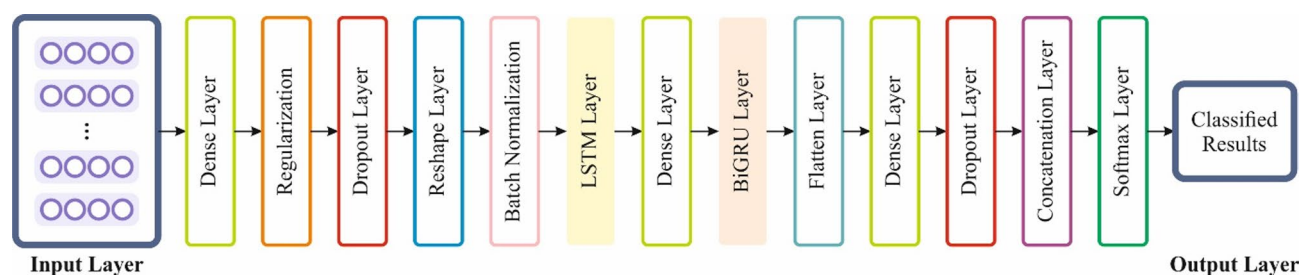 Dense Layer
Regularization
Dropout Layer
Reshape Layer
Batch Normalization
LSTM Layer
Dense Layer
BiGRU Layer
Flatten Layer
Dense Layer
Dropout Layer
Concatenation Layer
Softmax Layer
Classified
Results
Input Layer
Output Layer